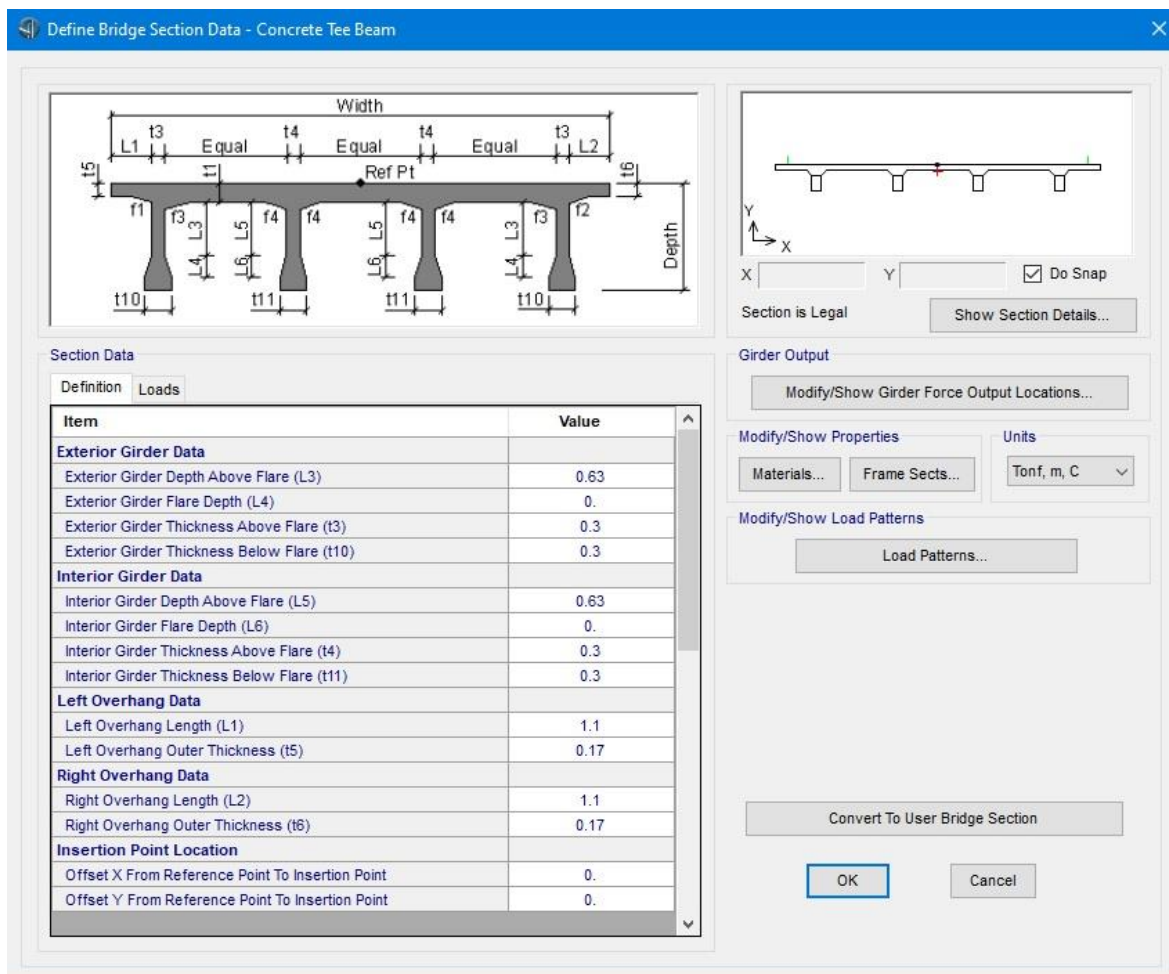 Define Bridge Section Data - Concrete Tee Beam
Width
t3 t4 t4 t3
L1 Equal Equal Equal L2
t5 t1 Ref Pt t6
f1 f3 f4 f4 f4 f4 f3 f2
L3 L5 L5 L3
L4 L6 L6 L4
Depth
t10 t11 t11 t10
Y
X
X Y Do Snap
Section is Legal Show Section Details...
Section Data
Definition Loads
Item Value
Exterior Girder Data
Exterior Girder Depth Above Flare (L3) 0.63
Exterior Girder Flare Depth (L4) 0.
Exterior Girder Thickness Above Flare (t3) 0.3
Exterior Girder Thickness Below Flare (t10) 0.3
Interior Girder Data
Interior Girder Depth Above Flare (L5) 0.63
Interior Girder Flare Depth (L6) 0.
Interior Girder Thickness Above Flare (t4) 0.3
Interior Girder Thickness Below Flare (t11) 0.3
Left Overhang Data
Left Overhang Length (L1) 1.1
Left Overhang Outer Thickness (t5) 0.17
Right Overhang Data
Right Overhang Length (L2) 1.1
Right Overhang Outer Thickness (t6) 0.17
Insertion Point Location
Offset X From Reference Point To Insertion Point 0.
Offset Y From Reference Point To Insertion Point 0.
Girder Output
Modify/Show Girder Force Output Locations...
Modify/Show Properties Units
Materials... Frame Sects... Tonf, m, C
Modify/Show Load Patterns
Load Patterns...
Convert To User Bridge Section
OK Cancel